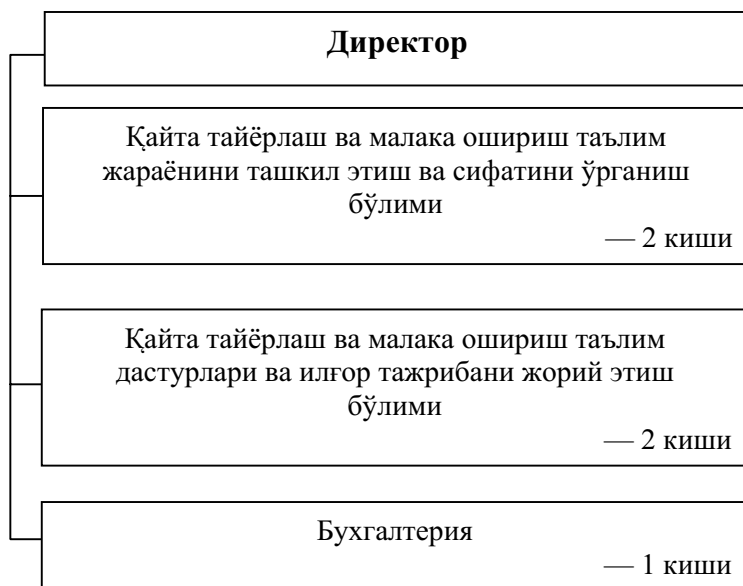 Директор
Қайта тайёрлаш ва малака ошириш таълим
жараёнини ташкил этиш ва сифатини ўрганиш
бўлими
— 2 киши
Қайта тайёрлаш ва малака ошириш таълим
дастурлари ва илғор тажрибани жорий этиш
бўлими
— 2 киши
Бухгалтерия
— 1 киши